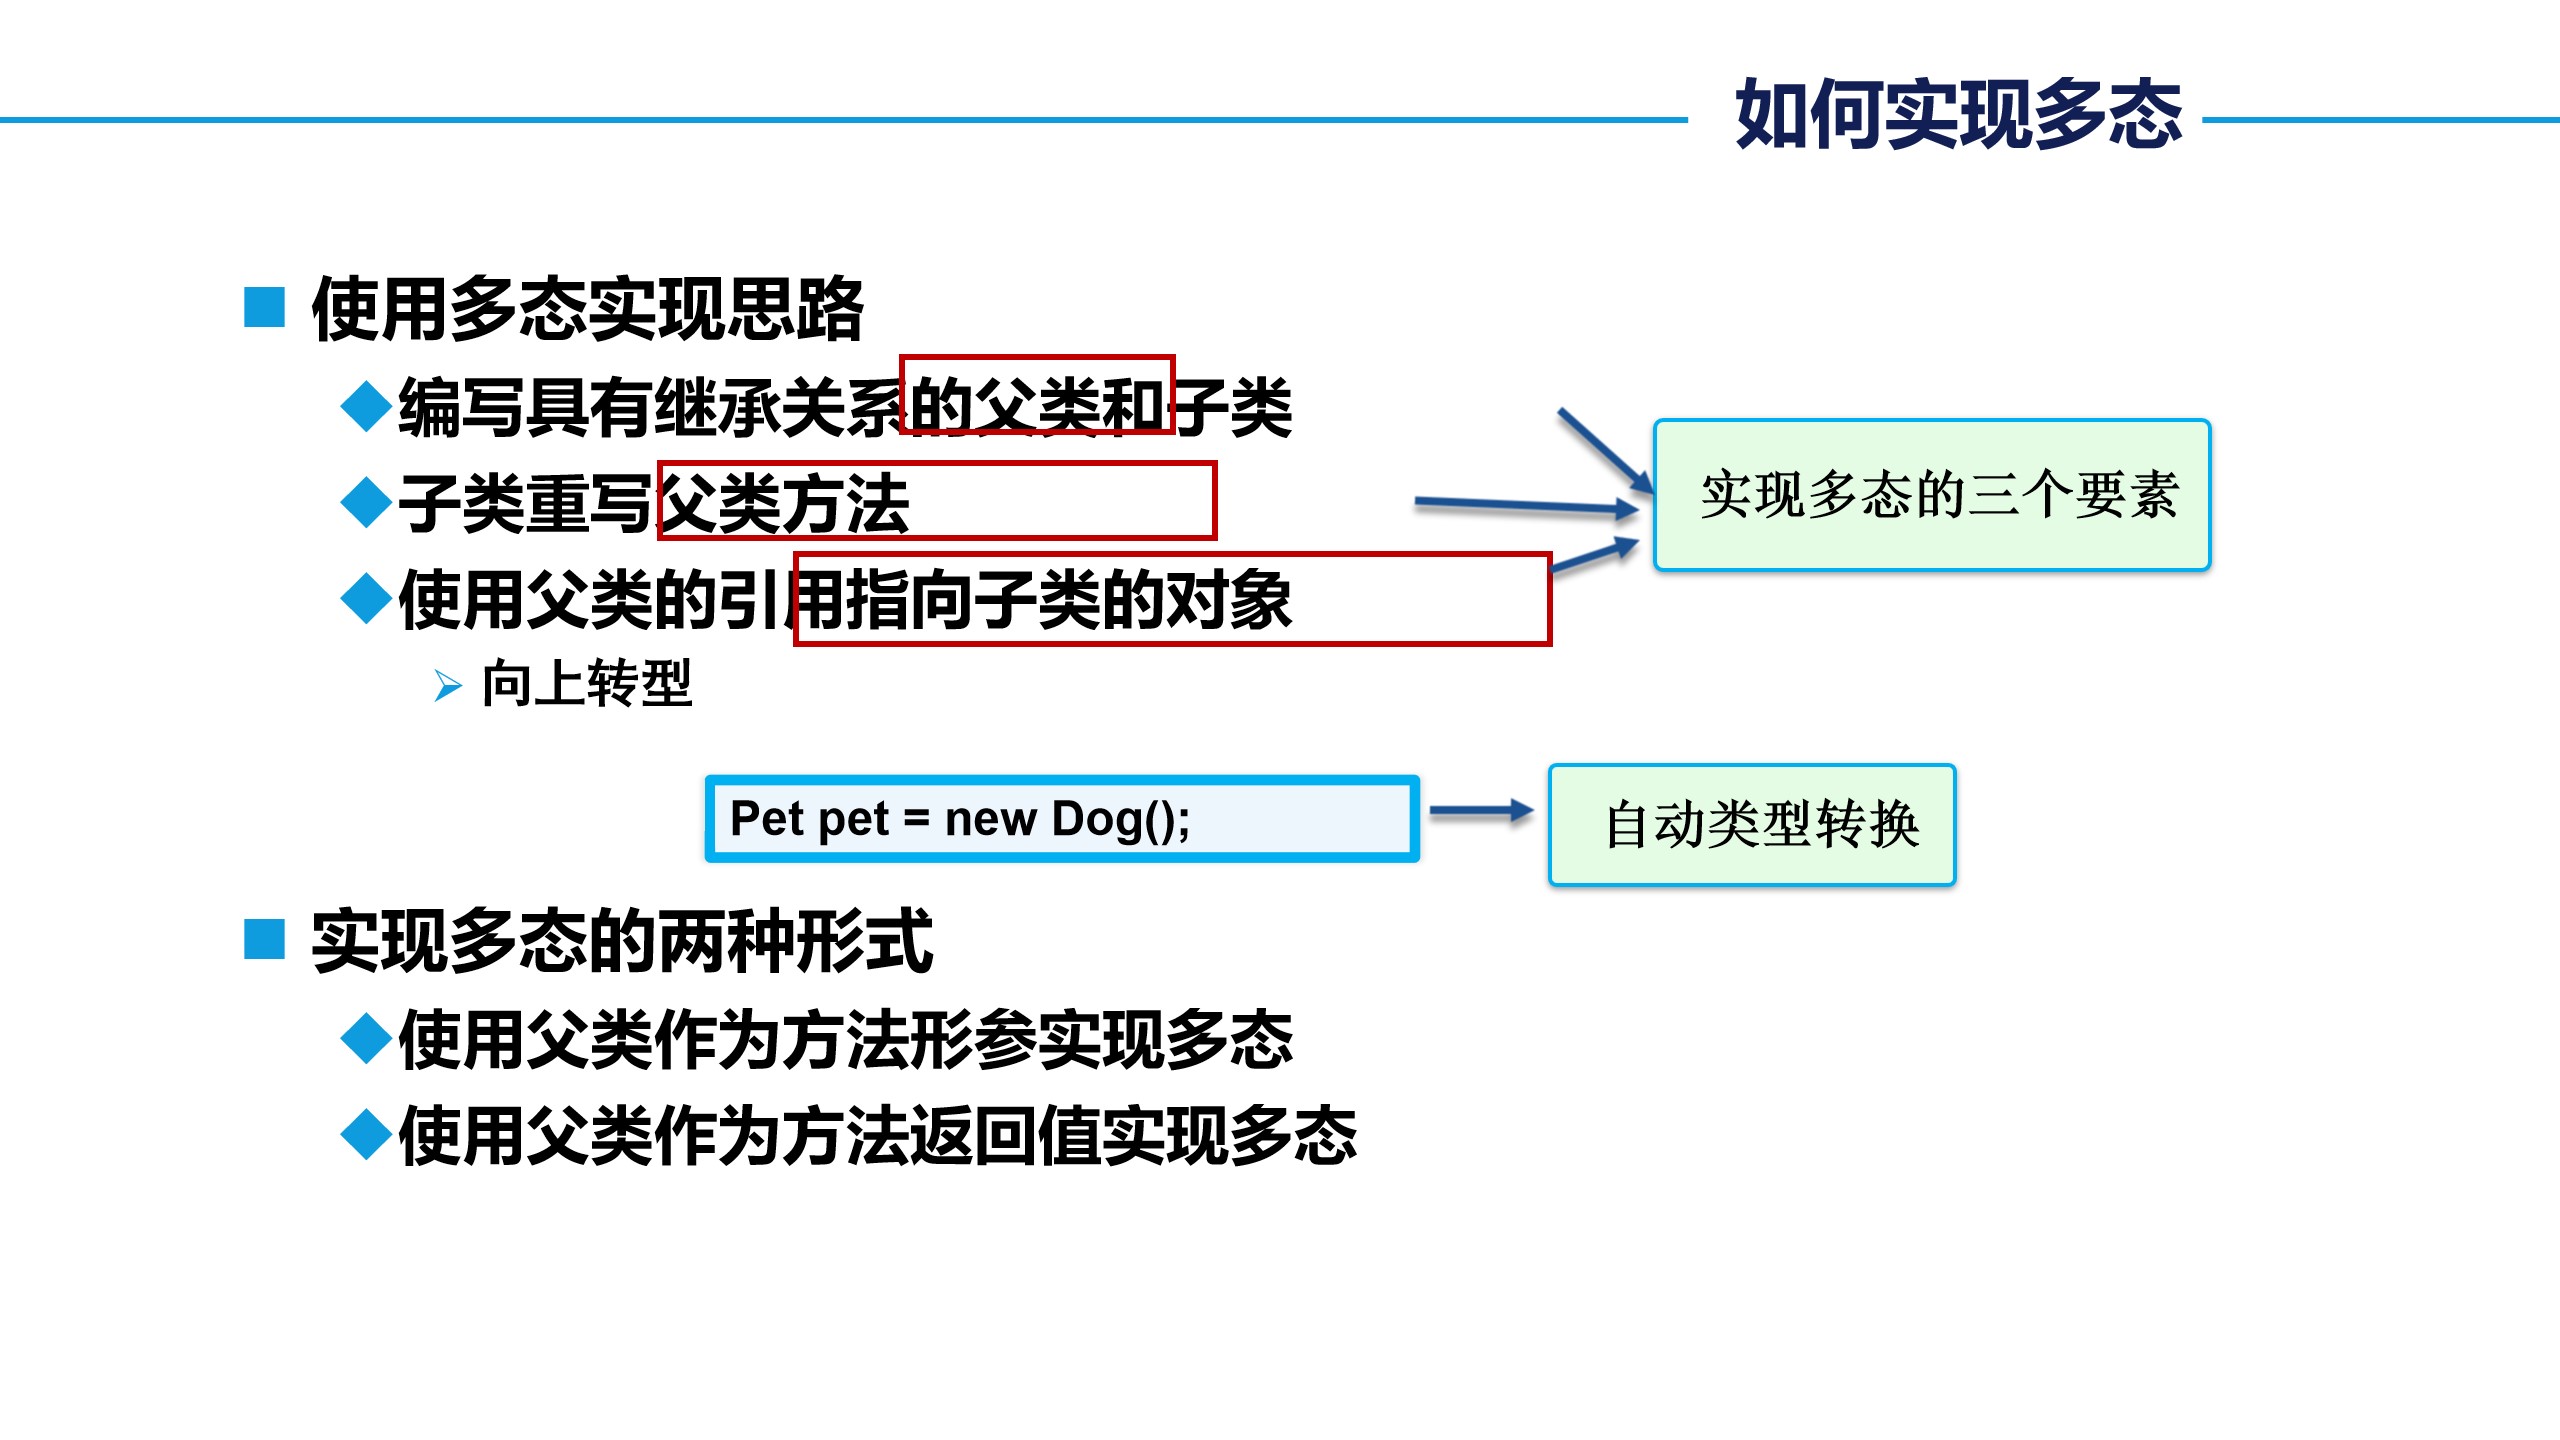 如何实现多态
使用多态实现思路
编写具有继承关系的父类和子类
子类重写父类方法
使用父类的引用指向子类的对象
实现多态的三个要素
向上转型
Pet pet = new Dog();
自动类型转换
实现多态的两种形式
使用父类作为方法形参实现多态
使用父类作为方法返回值实现多态